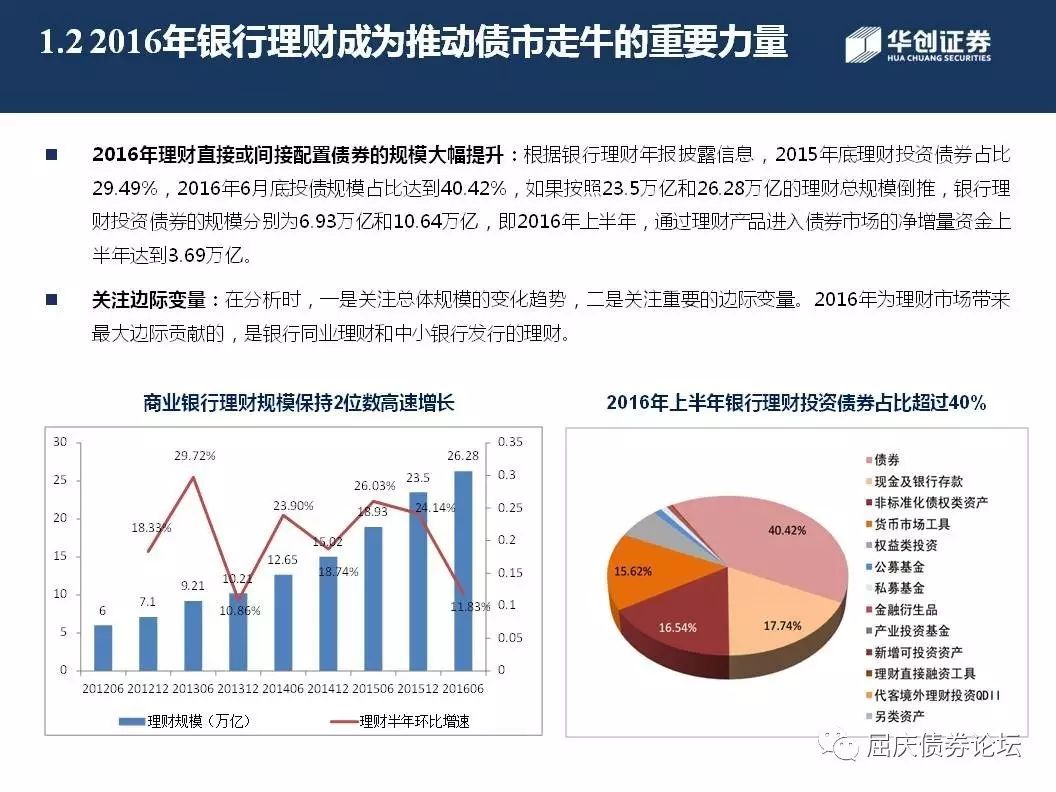 1.2 2016年银行理财成为推动债市走牛的重要力量
华创证券
HUA CHUANG SECURITIES
2016年理财直接或间接配置债券的规模大幅提升：根据银行理财年报披露信息，2015年底理财投资债券占比
29.49%，2016年6月底投债规模占比达到40.42%，如果按照23.5万亿和26.28万亿的理财总规模倒推，银行理
财投资债券的规模分别为6.93万亿和10.64万亿，即2016年上半年，通过理财产品进入债券市场的净增量资金上
半年达到3.69万亿。
关注边际变量：在分析时，一是关注总体规模的变化趋势，二是关注重要的边际变量。2016年为理财市场带来
最大边际贡献的，是银行同业理财和中小银行发行的理财。
商业银行理财规模保持2位数高速增长
30
25
20
15
10
5
0
0.35
0.3
0.25
0.2
0.15
0.1
0.05
0
6
7.1
9.21
10.21
12.65
15.02
18.93
23.5
26.28
18.33%
29.72%
10.86%
23.90%
18.74%
26.03%
24.14%
11.83%
201206 201212 201306 201312 201406 201412 201506 201512 201606
理财规模（万亿） 理财半年环比增速
2016年上半年银行理财投资债券占比超过40%
40.42%
17.74%
16.54%
15.62%
债券
现金及银行存款
非标准化债权类资产
货币市场工具
权益类投资
公募基金
私募基金
金融衍生品
产业投资基金
新增可投资资产
理财直接融资工具
代客境外理财投资QDII
另类资产
屈庆债券论坛